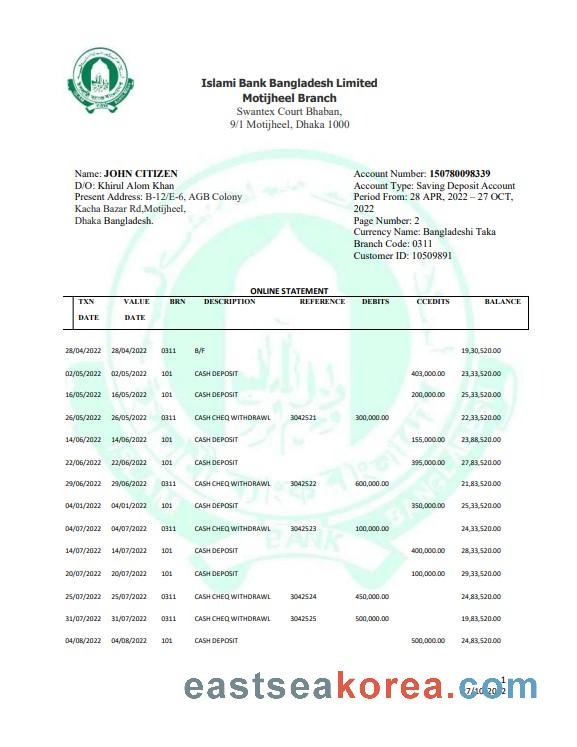 Islami Bank Bangladesh Limited
Motijheel Branch
Swantex Court Bhaban,
9/1 Motijheel, Dhaka 1000
Name: JOHN CITIZEN
D/O: Khirul Alom Khan
Present Address: B-12/E-6, AGB Colony
Kacha Bazar Rd,Motijheel,
Dhaka Bangladesh.
Account Number: 150780098339
Account Type: Saving Deposit Account
Period From: 28 APR, 2022 – 27 OCT,
2022
Page Number: 2
Currency Name: Bangladeshi Taka
Branch Code: 0311
Customer ID: 10509891
ONLINE STATEMENT
TXN DATE VALUE DATE BRN DESCRIPTION REFERENCE DEBITS CCEDITS BALANCE
28/04/2022 28/04/2022 0311 B/F 19,30,520.00
02/05/2022 02/05/2022 101 CASH DEPOSIT 403,000.00 23,33,520.00
16/05/2022 16/05/2022 101 CASH DEPOSIT 200,000.00 25,33,520.00
26/05/2022 26/05/2022 0311 CASH CHEQ WITHDRAWL 3042521 300,000.00 22,33,520.00
14/06/2022 14/06/2022 101 CASH DEPOSIT 155,000.00 23,88,520.00
22/06/2022 22/06/2022 101 CASH DEPOSIT 395,000.00 27,83,520.00
29/06/2022 29/06/2022 0311 CASH CHEQ WITHDRAWL 3042522 600,000.00 21,83,520.00
04/01/2022 04/01/2022 101 CASH DEPOSIT 350,000.00 25,33,520.00
04/07/2022 04/07/2022 0311 CASH CHEQ WITHDRAWL 3042523 100,000.00 24,33,520.00
14/07/2022 14/07/2022 101 CASH DEPOSIT 400,000.00 28,33,520.00
20/07/2022 20/07/2022 101 CASH DEPOSIT 100,000.00 29,33,520.00
25/07/2022 25/07/2022 0311 CASH CHEQ WITHDRAWL 3042524 450,000.00 24,83,520.00
31/07/2022 31/07/2022 0311 CASH CHEQ WITHDRAWL 3042525 500,000.00 19,83,520.00
04/08/2022 04/08/2022 101 CASH DEPOSIT 500,000.00 24,83,520.00
1
eastseakorea.com
BANK